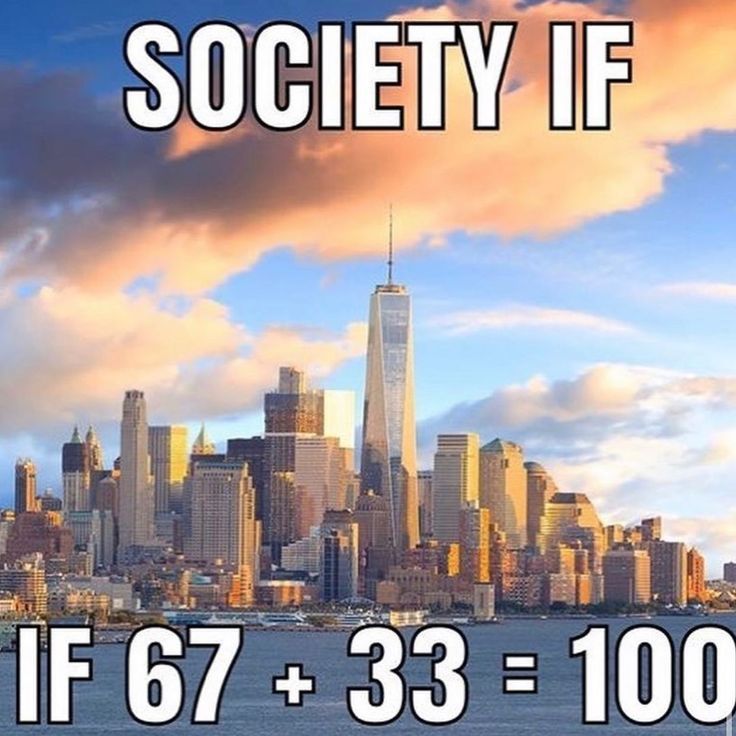 SOCIETY IF
IF 67 + 33 = 100